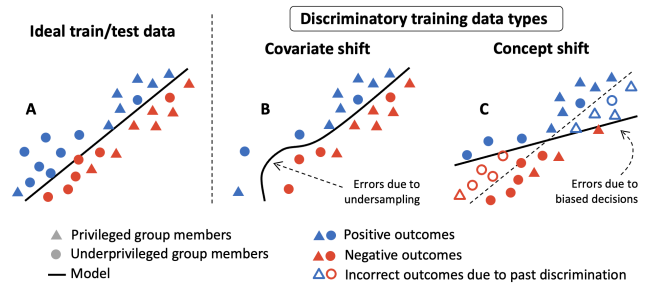 Discriminatory training data types
Ideal train/test data
Covariate shift
Concept shift
A
B
C
Errors due to
undersampling
Errors due to
biased decisions
Privileged group members
Underprivileged group members
Model
Positive outcomes
Negative outcomes
Incorrect outcomes due to past discrimination